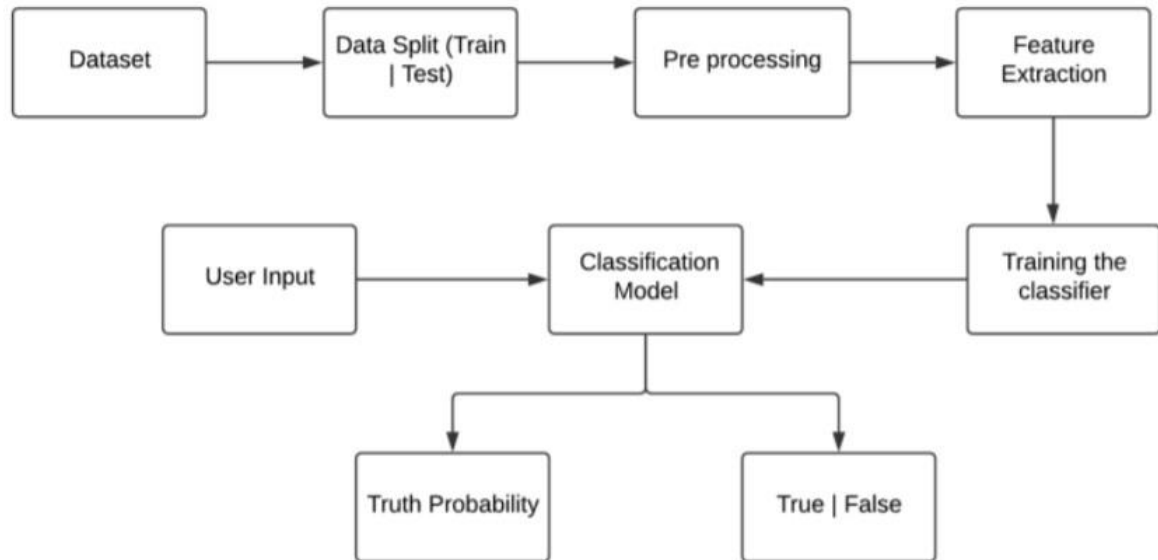 Dataset
Data Split (Train
| Test)
Pre processing
Feature
Extraction
User Input
Classification
Model
Training the
classifier
Truth Probability
True | False